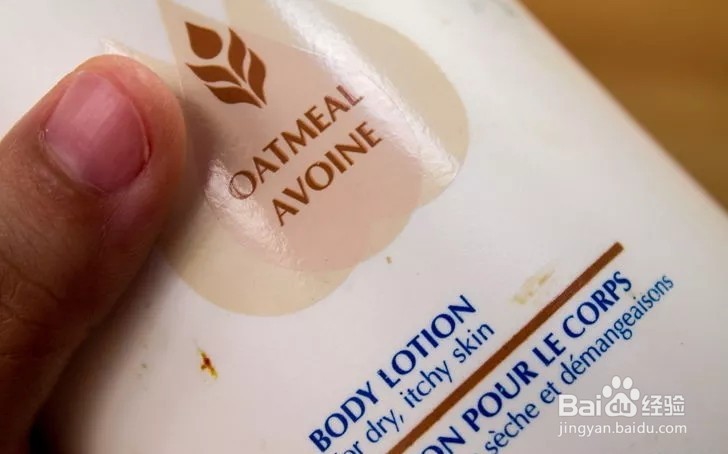 OATMEAL
AVOINE
BODY LOTION
for dry, itchy skin
ON POUR LE CORPS
sèche et démangeaisons
Baidu经验
jingyan.baidu.com